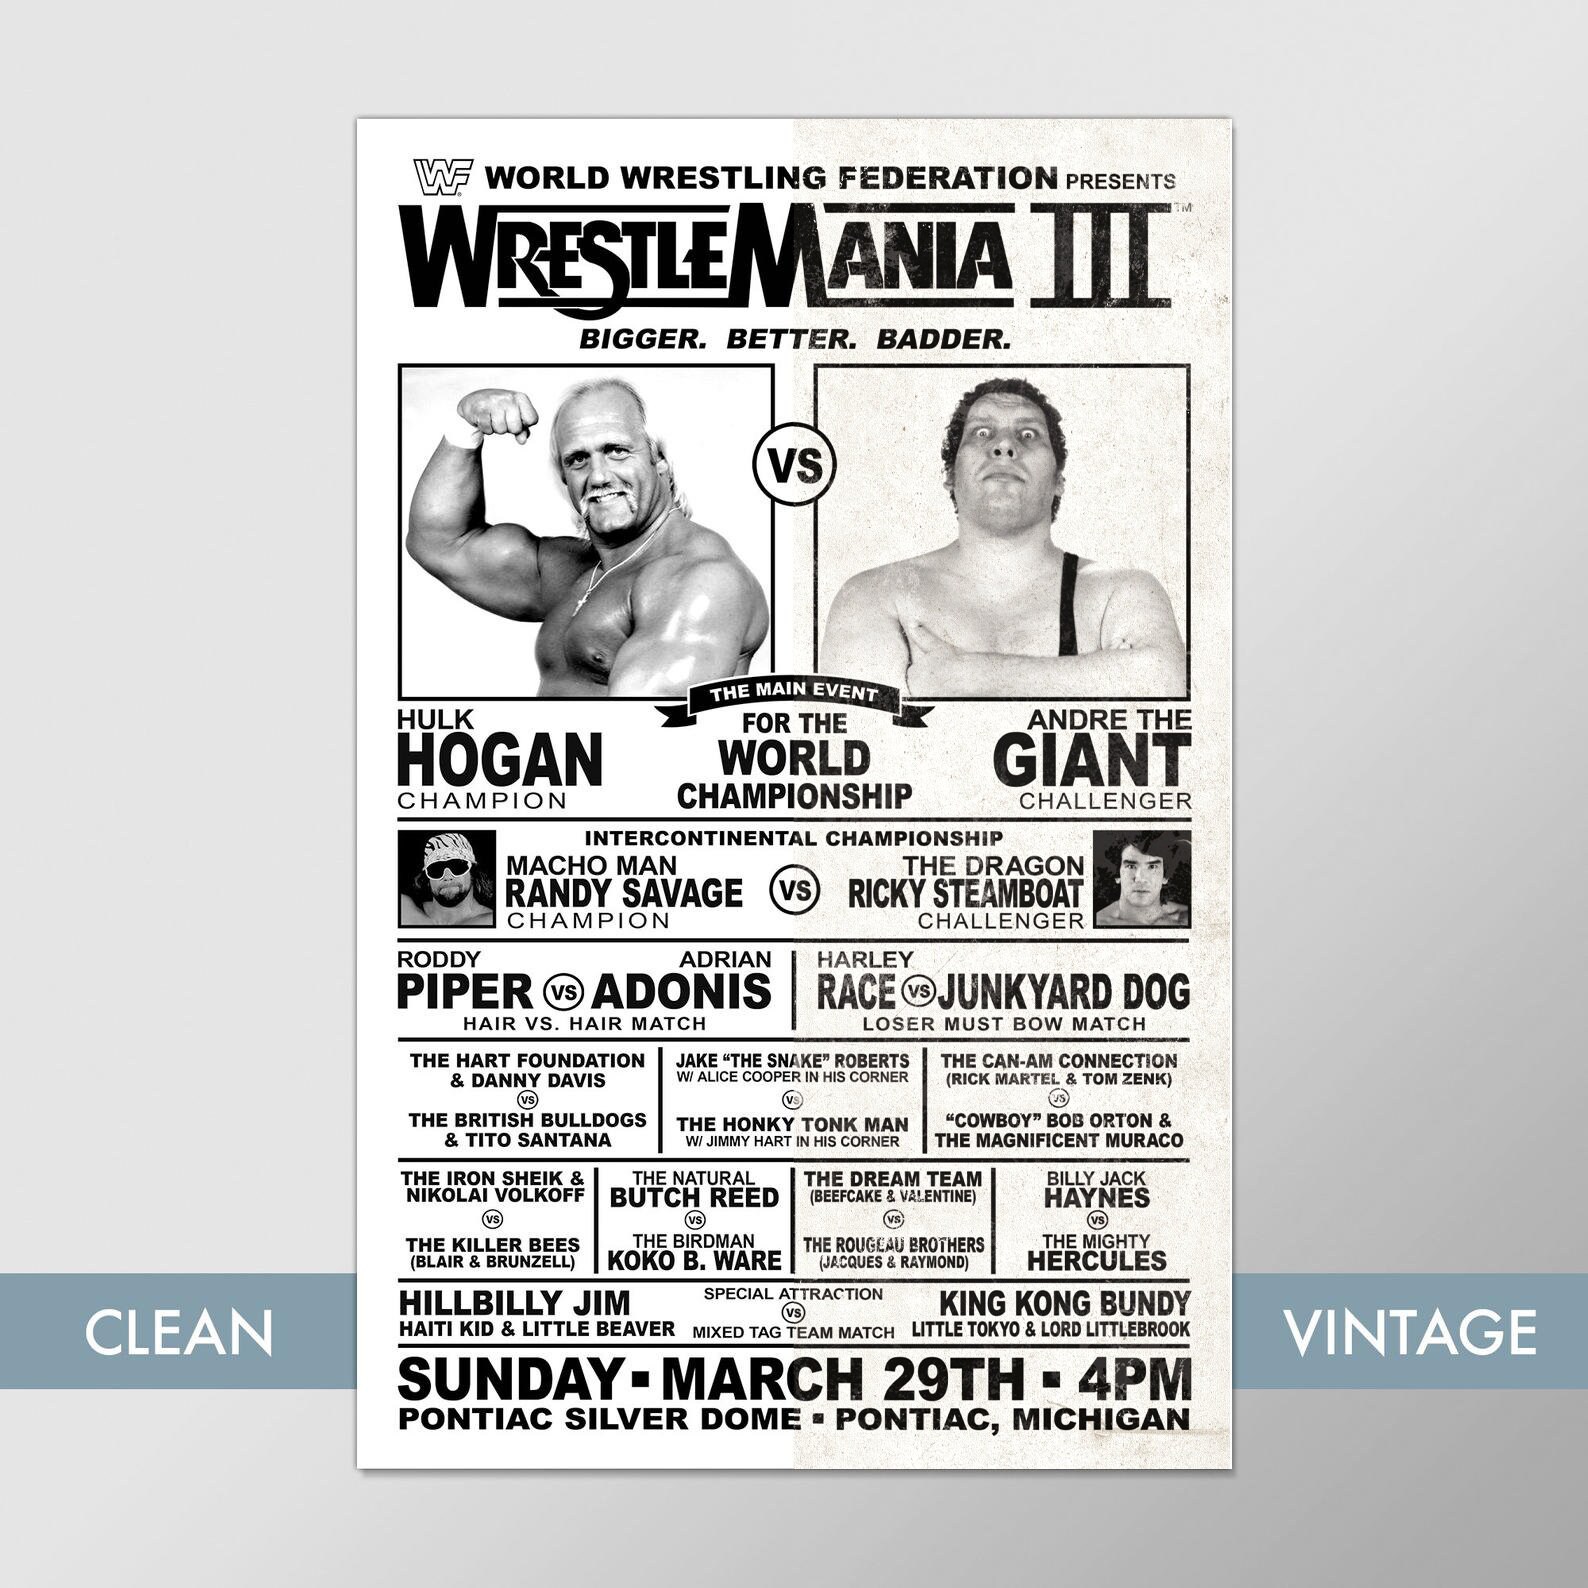 WF WORLD WRESTLING FEDERATION PRESENTS
WRESTLEMANIA III ™
BIGGER. BETTER. BADDER.
VS
THE MAIN EVENT
HULK
HOGAN
CHAMPION
FOR THE
WORLD
CHAMPIONSHIP
ANDRE THE
GIANT
CHALLENGER
INTERCONTINENTAL CHAMPIONSHIP
MACHO MAN
RANDY SAVAGE
CHAMPION
VS
THE DRAGON
RICKY STEAMBOAT
CHALLENGER
RODDY ADRIAN
PIPER VS ADONIS
HAIR VS. HAIR MATCH
HARLEY
RACE VS JUNKYARD DOG
LOSER MUST BOW MATCH
THE HART FOUNDATION
& DANNY DAVIS
VS
THE BRITISH BULLDOGS
& TITO SANTANA
JAKE “THE SNAKE” ROBERTS
W/ ALICE COOPER IN HIS CORNER
VS
THE HONKY TONK MAN
W/ JIMMY HART IN HIS CORNER
THE CAN-AM CONNECTION
(RICK MARTEL & TOM ZENK)
VS
“COWBOY” BOB ORTON &
THE MAGNIFICENT MURACO
THE IRON SHEIK &
NIKOLAI VOLKOFF
VS
THE KILLER BEES
(BLAIR & BRUNZELL)
THE NATURAL
BUTCH REED
VS
THE BIRDMAN
KOKO B. WARE
THE DREAM TEAM
(BEEFCAKE & VALENTINE)
VS
THE ROUGEAU BROTHERS
(JACQUES & RAYMOND)
BILLY JACK
HAYNES
VS
THE MIGHTY
HERCULES
HILLBILLY JIM
HAITI KID & LITTLE BEAVER
SPECIAL ATTRACTION
VS
MIXED TAG TEAM MATCH
KING KONG BUNDY
LITTLE TOKYO & LORD LITTLEBROOK
SUNDAY ▪ MARCH 29TH ▪ 4PM
PONTIAC SILVER DOME ▪ PONTIAC, MICHIGAN
CLEAN
VINTAGE